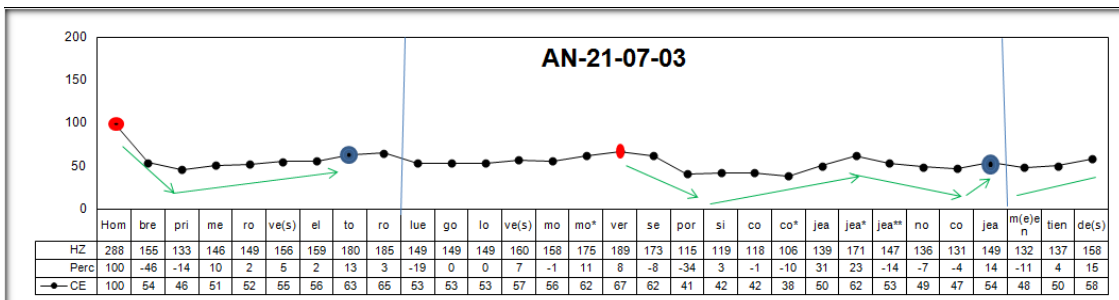 AN-21-07-03
200
150
100
50
0
Hom bre pri me ro ve(s) el to ro lue go lo ve(s) mo mo* ver se por si co co* jea jea* jea** no co jea m(e)e n tien de(s)
HZ 288 155 133 146 149 156 159 180 185 149 149 149 160 158 175 189 173 115 119 118 106 139 171 147 136 131 149 132 137 158
Perc 100 -46 -14 10 2 5 2 13 3 -19 0 0 7 -1 11 8 -8 -34 3 -1 -10 31 23 -14 -7 -4 14 -11 4 15
CE 100 54 46 51 52 55 56 63 65 53 53 53 57 56 62 67 62 41 42 42 38 50 62 53 49 47 54 48 50 58